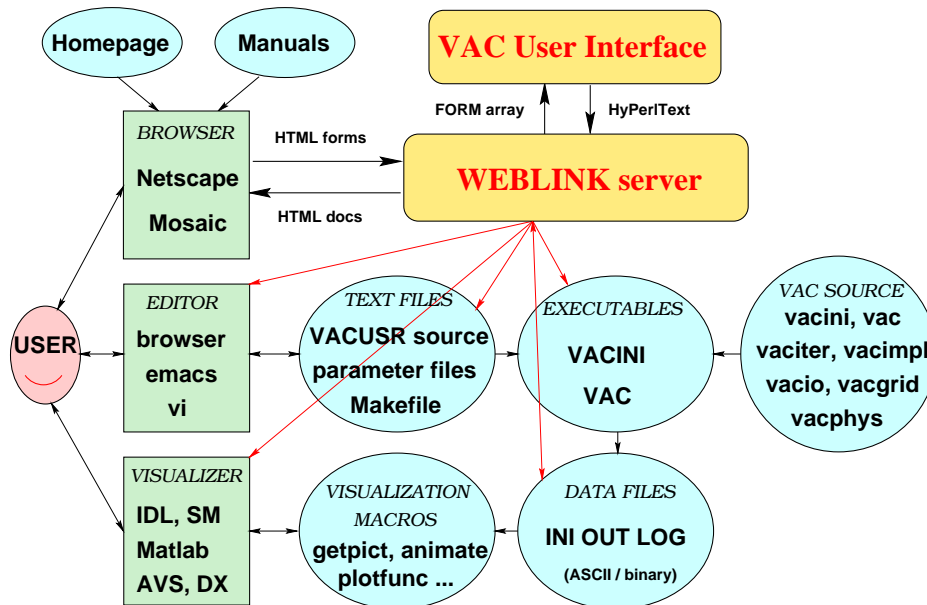 Homepage
Manuals
VAC User Interface
FORM array
HyPerlText
BROWSER
Netscape
Mosaic
HTML forms
HTML docs
WEBLINK server
USER
EDITOR
browser
emacs
vi
TEXT FILES
VACUSR source
parameter files
Makefile
EXECUTABLES
VACINI
VAC
VAC SOURCE
vacini, vac
vaciter, vacimpl
vacio, vacgrid
vacphys
VISUALIZER
IDL, SM
Matlab
AVS, DX
VISUALIZATION
MACROS
getpict, animate
plotfunc ...
DATA FILES
INI OUT LOG
(ASCII / binary)